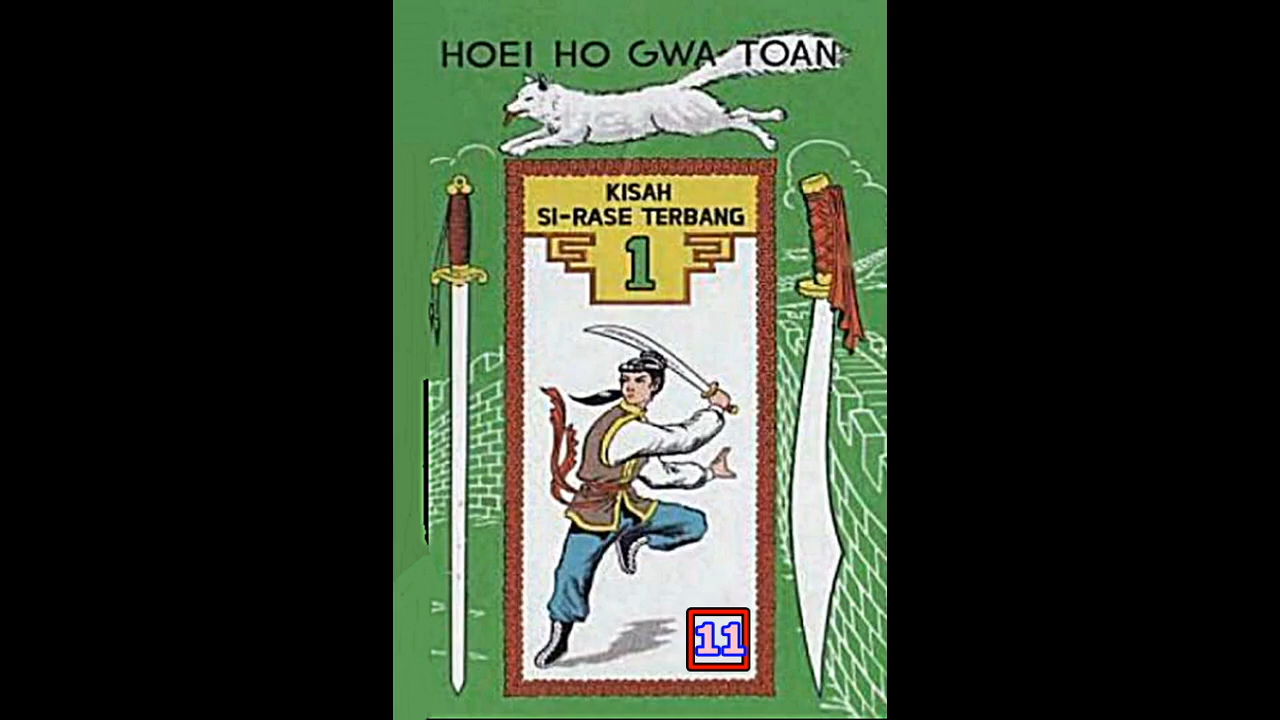 HOEI HO GWA TOAN
KISAH
SI-RASE TERBANG
1
11